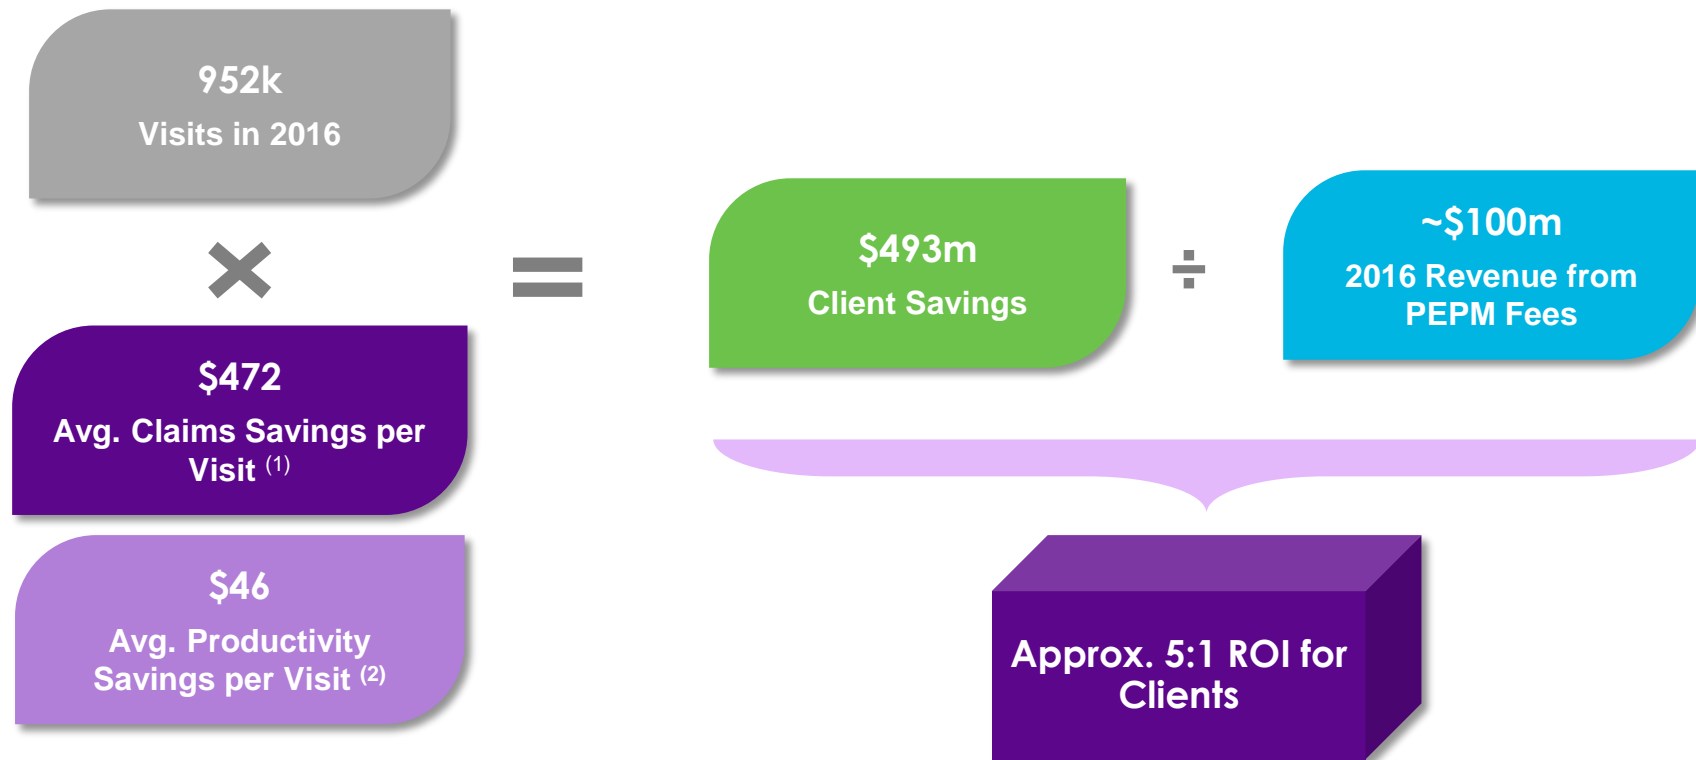 952k
Visits in 2016
×
$472
Avg. Claims Savings per
Visit (1)
$46
Avg. Productivity
Savings per Visit (2)
=
$493m
Client Savings
÷
~$100m
2016 Revenue from
PEPM Fees
Approx. 5:1 ROI for
Clients